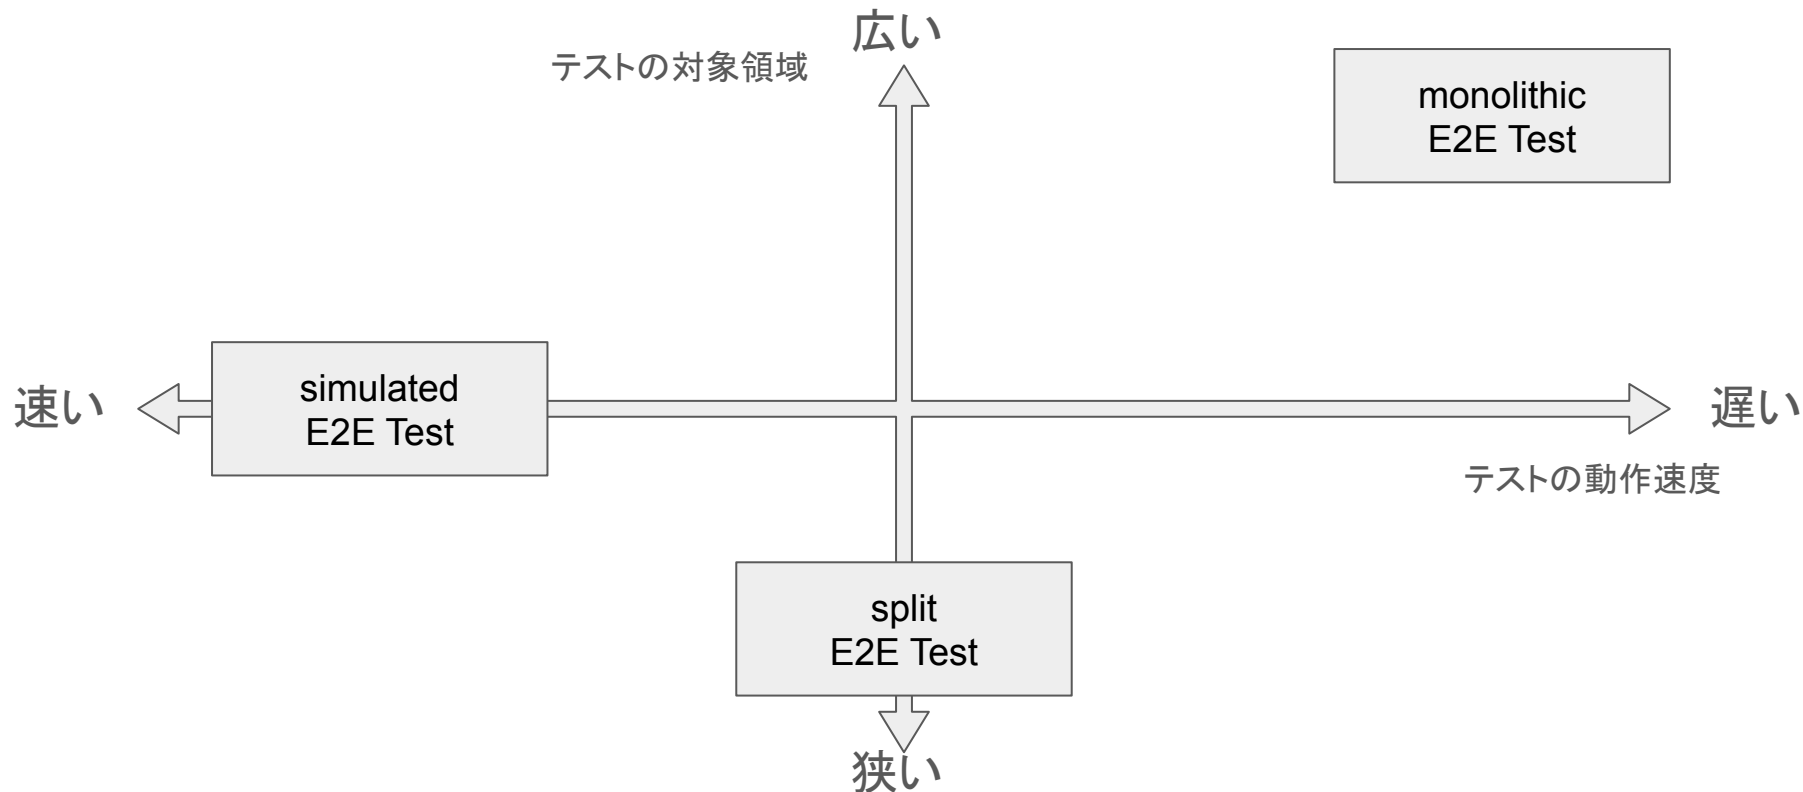 広い
テストの対象領域
monolithic
E2E Test
速い
simulated
E2E Test
遅い
テストの動作速度
split
E2E Test
狭い